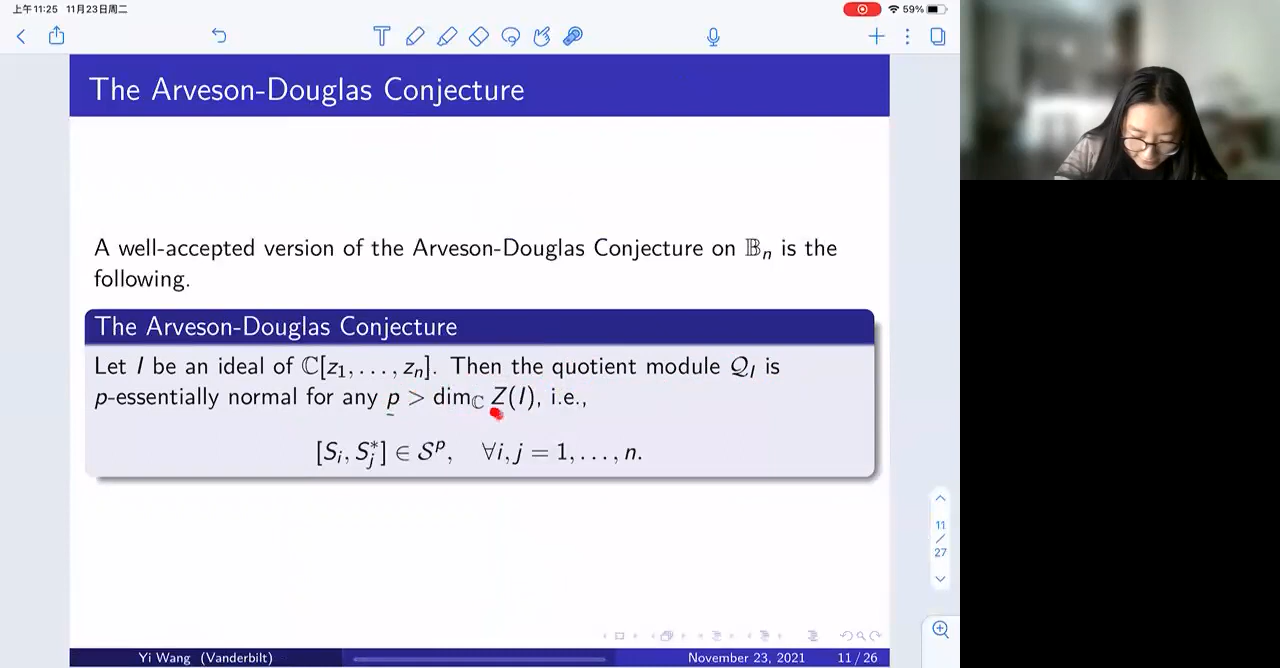 上午11:25 11月23日周二
59%
The Arveson-Douglas Conjecture
A well-accepted version of the Arveson-Douglas Conjecture on 𝔹ₙ is the
following.
The Arveson-Douglas Conjecture
Let I be an ideal of ℂ[z₁, . . . , zₙ]. Then the quotient module 𝒬_I is
p-essentially normal for any p > dim_ℂ Z(I), i.e.,
[S_i, S_j^*] ∈ 𝒮^p, ∀i, j = 1, . . . , n.
11
/
27
Yi Wang (Vanderbilt)
November 23, 2021
11 / 26